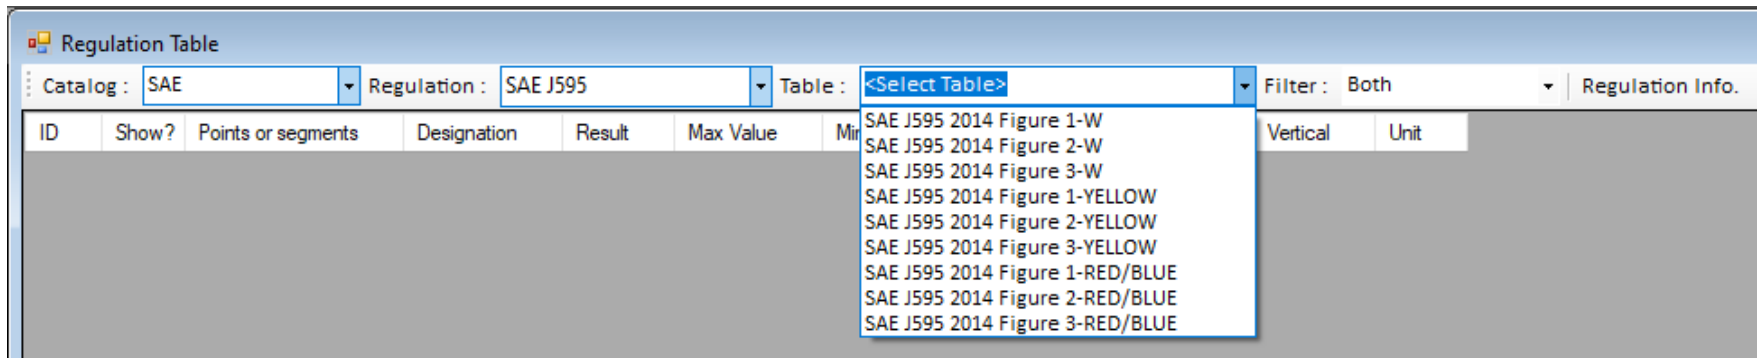 Regulation Table
Catalog : SAE Regulation : SAE J595 Table : <Select Table> Filter : Both Regulation Info.
ID Show? Points or segments Designation Result Max Value Mi Vertical Unit
SAE J595 2014 Figure 1-W
SAE J595 2014 Figure 2-W
SAE J595 2014 Figure 3-W
SAE J595 2014 Figure 1-YELLOW
SAE J595 2014 Figure 2-YELLOW
SAE J595 2014 Figure 3-YELLOW
SAE J595 2014 Figure 1-RED/BLUE
SAE J595 2014 Figure 2-RED/BLUE
SAE J595 2014 Figure 3-RED/BLUE